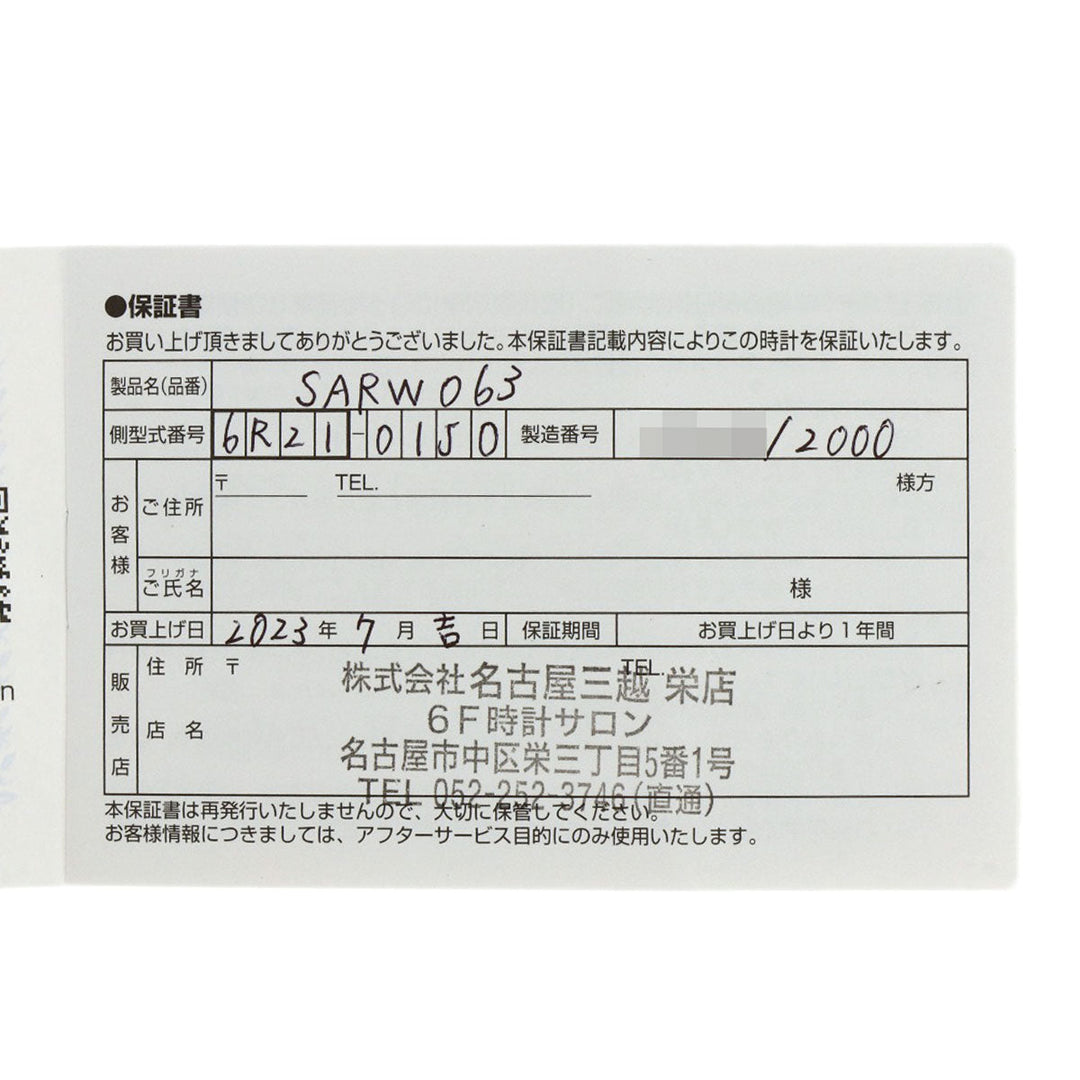 ●保証書
お買い上げ頂きましてありがとうございました。本保証書記載内容によりこの時計を保証いたします。
製品名(品番) SARW063
側型式番号 6R21-0150 製造番号 /2000
お客様 ご住所 〒 TEL. 様方
フリガナ
ご氏名 様
お買上げ日 2023年 7月 吉日 保証期間 お買上げ日より1年間
販売店 住所 〒 TEL.
株式会社名古屋三越 栄店
店名 6F時計サロン
名古屋市中区栄三丁目5番1号
TEL 052-252-3746(直通)
本保証書は再発行いたしませんので、大切に保管してください。
お客様情報につきましては、アフターサービス目的にのみ使用いたします。
n